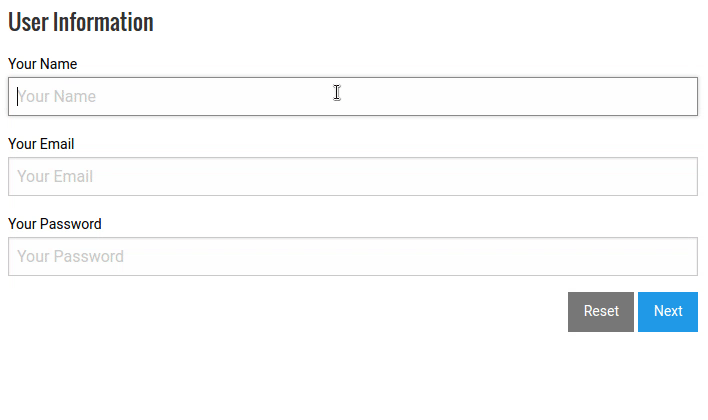 User Information
Your Name
Your Name
Your Email
Your Email
Your Password
Your Password
Reset Next